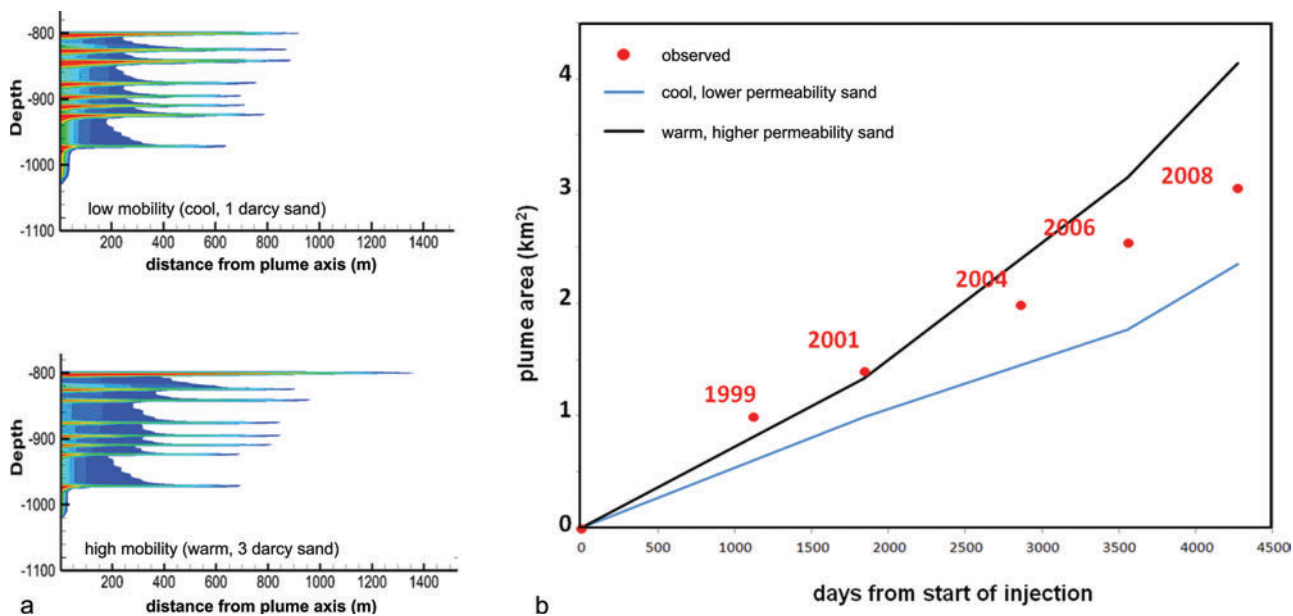 -800
-900
-1000
-1100
Depth
low mobility (cool, 1 darcy sand)
200 400 600 800 1000 1200 1400
distance from plume axis (m)
-800
-900
-1000
-1100
Depth
high mobility (warm, 3 darcy sand)
200 400 600 800 1000 1200 1400
distance from plume axis (m)
a
observed
cool, lower permeability sand
warm, higher permeability sand
4
3
2
1
0
plume area (km²)
1999
2001
2004
2006
2008
0 500 1000 1500 2000 2500 3000 3500 4000 4500
days from start of injection
b